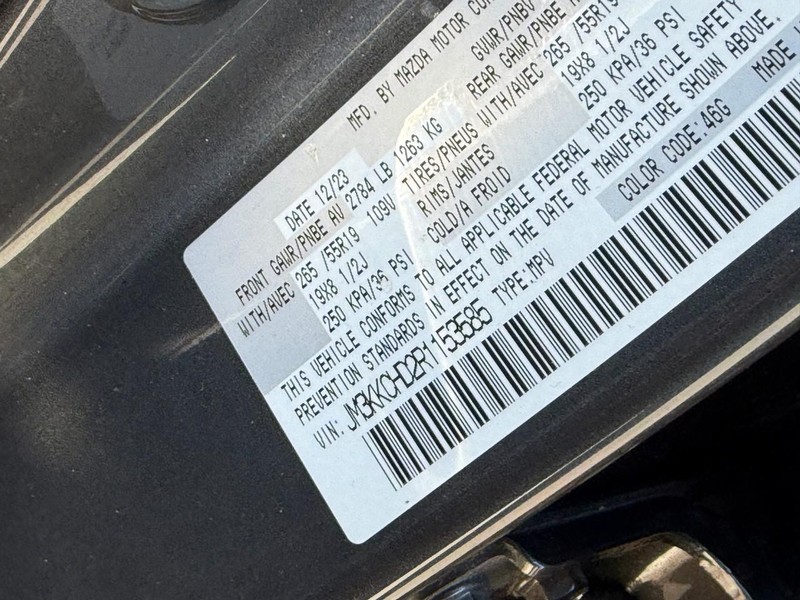 MFD. BY MAZDA MOTOR
DATE 12/23
FRONT GAWR/PNBE AV 2784 LB 1263 KG
WITH/AVEC 265 /55R19 109V
19X8 1/2J
250 KPA/36 PSI
GVWR/PNBV
REAR GAWR/PNBE
TIRES/PNEUS WITH/AVEC 265 /55R19
RIMS/JANTES 19X8 1/2J
COLD/A FROID 250 KPA/36 PSI
THIS VEHICLE CONFORMS TO ALL APPLICABLE FEDERAL MOTOR VEHICLE SAFETY
PREVENTION STANDARDS IN EFFECT ON THE DATE OF MANUFACTURE SHOWN ABOVE.
VIN: JM3KKCHD2R1153585 TYPE:MPV
COLOR CODE:46G
MADE